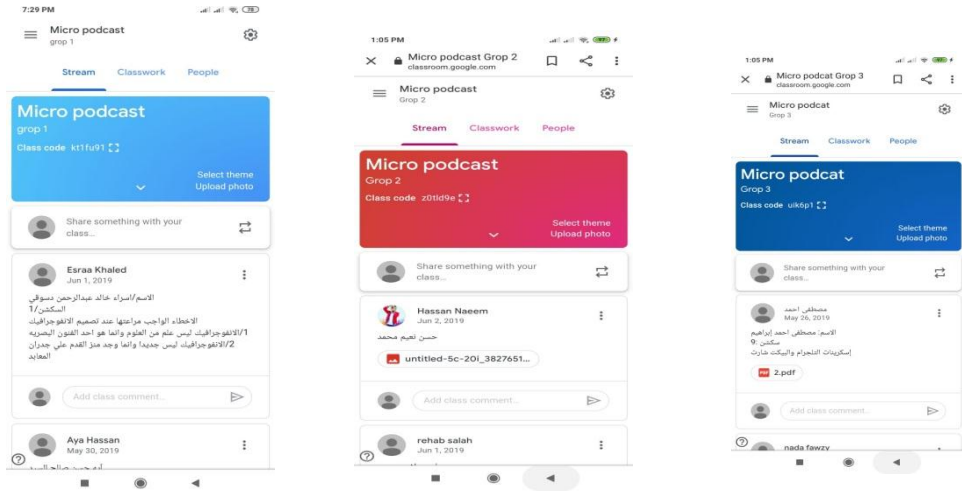 7:29 PM
78
Micro podcast
grop 1
Stream Classwork People
Micro podcast
grop 1
Class code kt1fu91
Select theme
Upload photo
Share something with your
class...
Esraa Khaled
Jun 1, 2019
الاسم/اسراء خالد عبدالرحمن دسوقي
السكشن/1
الاخطاء الواجب مراعتها عند تصميم الانفوجرافيك
1/الانفوجرافيك ليس علم من العلوم وانما هو احد الفنون البصريه
2/الانفوجرافيك ليس جديدا وانما وجد منز القدم علي جدران
المعابد
Add class comment...
Aya Hassan
May 30, 2019
1:05 PM
Micro podcast Grop 2
classroom.google.com
Micro podcast
Grop 2
Stream Classwork People
Micro podcast
Grop 2
Class code z0tld9e
Select theme
Upload photo
Share something with your
class...
Hassan Naeem
Jun 2, 2019
حسن نعيم محمد
untitled-5c-20i_3827651...
Add class comment...
rehab salah
Jun 1, 2019
1:05 PM
Micro podcat Grop 3
classroom.google.com
Micro podcat
Grop 3
Stream Classwork People
Micro podcat
Grop 3
Class code uik6p1
Select theme
Upload photo
Share something with your
class...
مصطفى احمد
May 26, 2019
الاسم: مصطفى احمد إبراهيم
سكشن :9
إسكرينات التلجرام والبيكت شارت
PDF 2.pdf
Add class comment...
nada fawzy